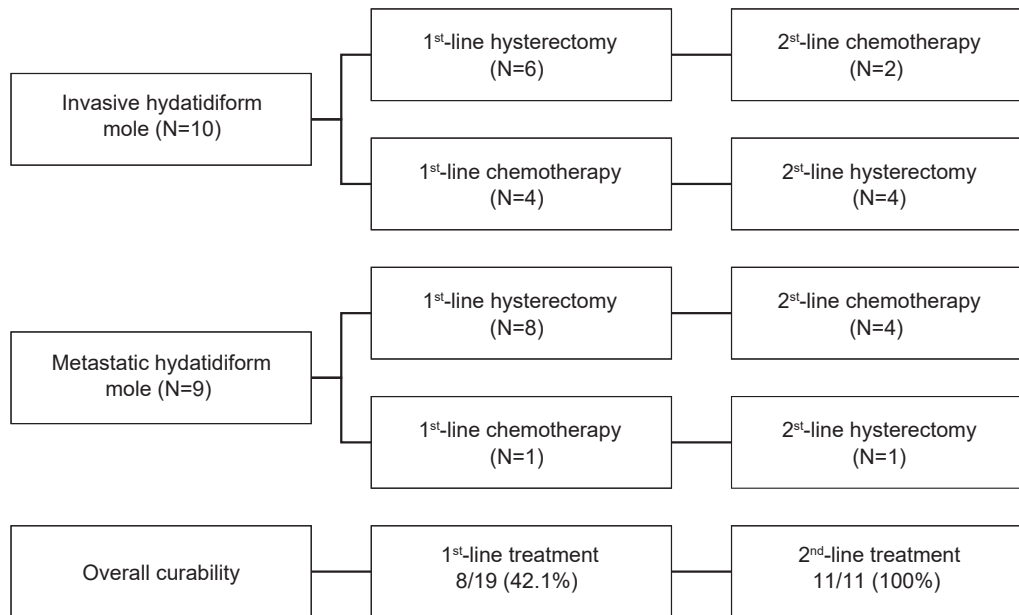 Invasive hydatidiform
mole (N=10)
1st-line hysterectomy
(N=6)
2st-line chemotherapy
(N=2)
1st-line chemotherapy
(N=4)
2st-line hysterectomy
(N=4)
Metastatic hydatidiform
mole (N=9)
1st-line hysterectomy
(N=8)
2st-line chemotherapy
(N=4)
1st-line chemotherapy
(N=1)
2st-line hysterectomy
(N=1)
Overall curability
1st-line treatment
8/19 (42.1%)
2nd-line treatment
11/11 (100%)